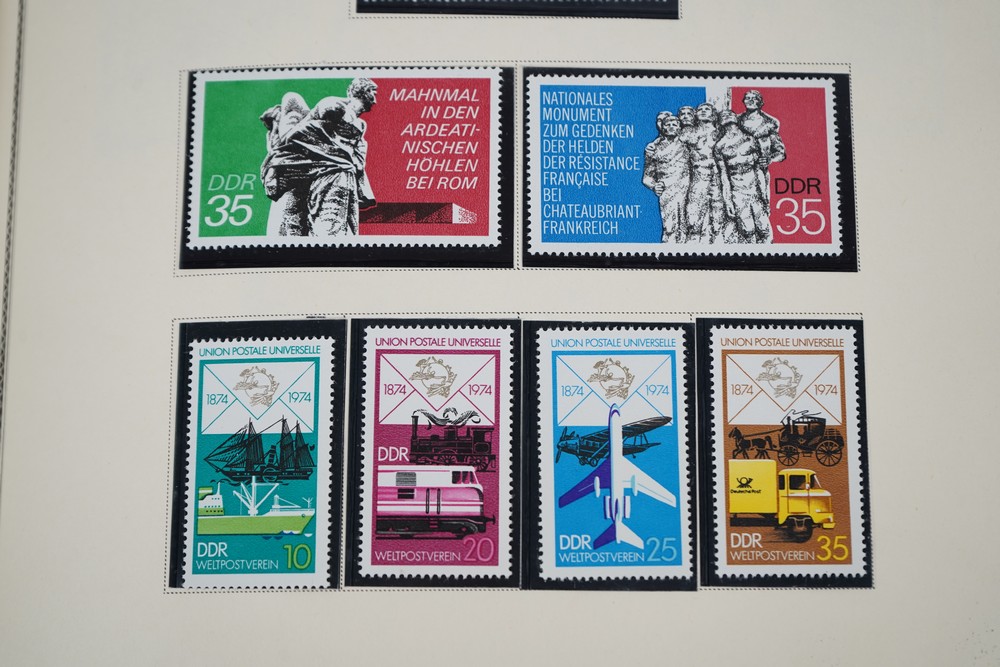 MAHNMAL
IN DEN
ARDEATI-
NISCHEN
HÖHLEN
BEI ROM
DDR
35
NATIONALES
MONUMENT
ZUM GEDENKEN
DER HELDEN
DER RÉSISTANCE
FRANÇAISE
BEI
CHATEAUBRIANT-
FRANKREICH
DDR
35
UNION POSTALE UNIVERSELLE
1874 1974
DDR 10
WELTPOSTVEREIN
UNION POSTALE UNIVERSELLE
1874 1974
DDR
20
WELTPOSTVEREIN
UNION POSTALE UNIVERSELLE
1874 1974
DDR 25
WELTPOSTVEREIN
UNION POSTALE UNIVERSELLE
1874 1974
Deutsche Post
DDR 35
WELTPOSTVEREIN